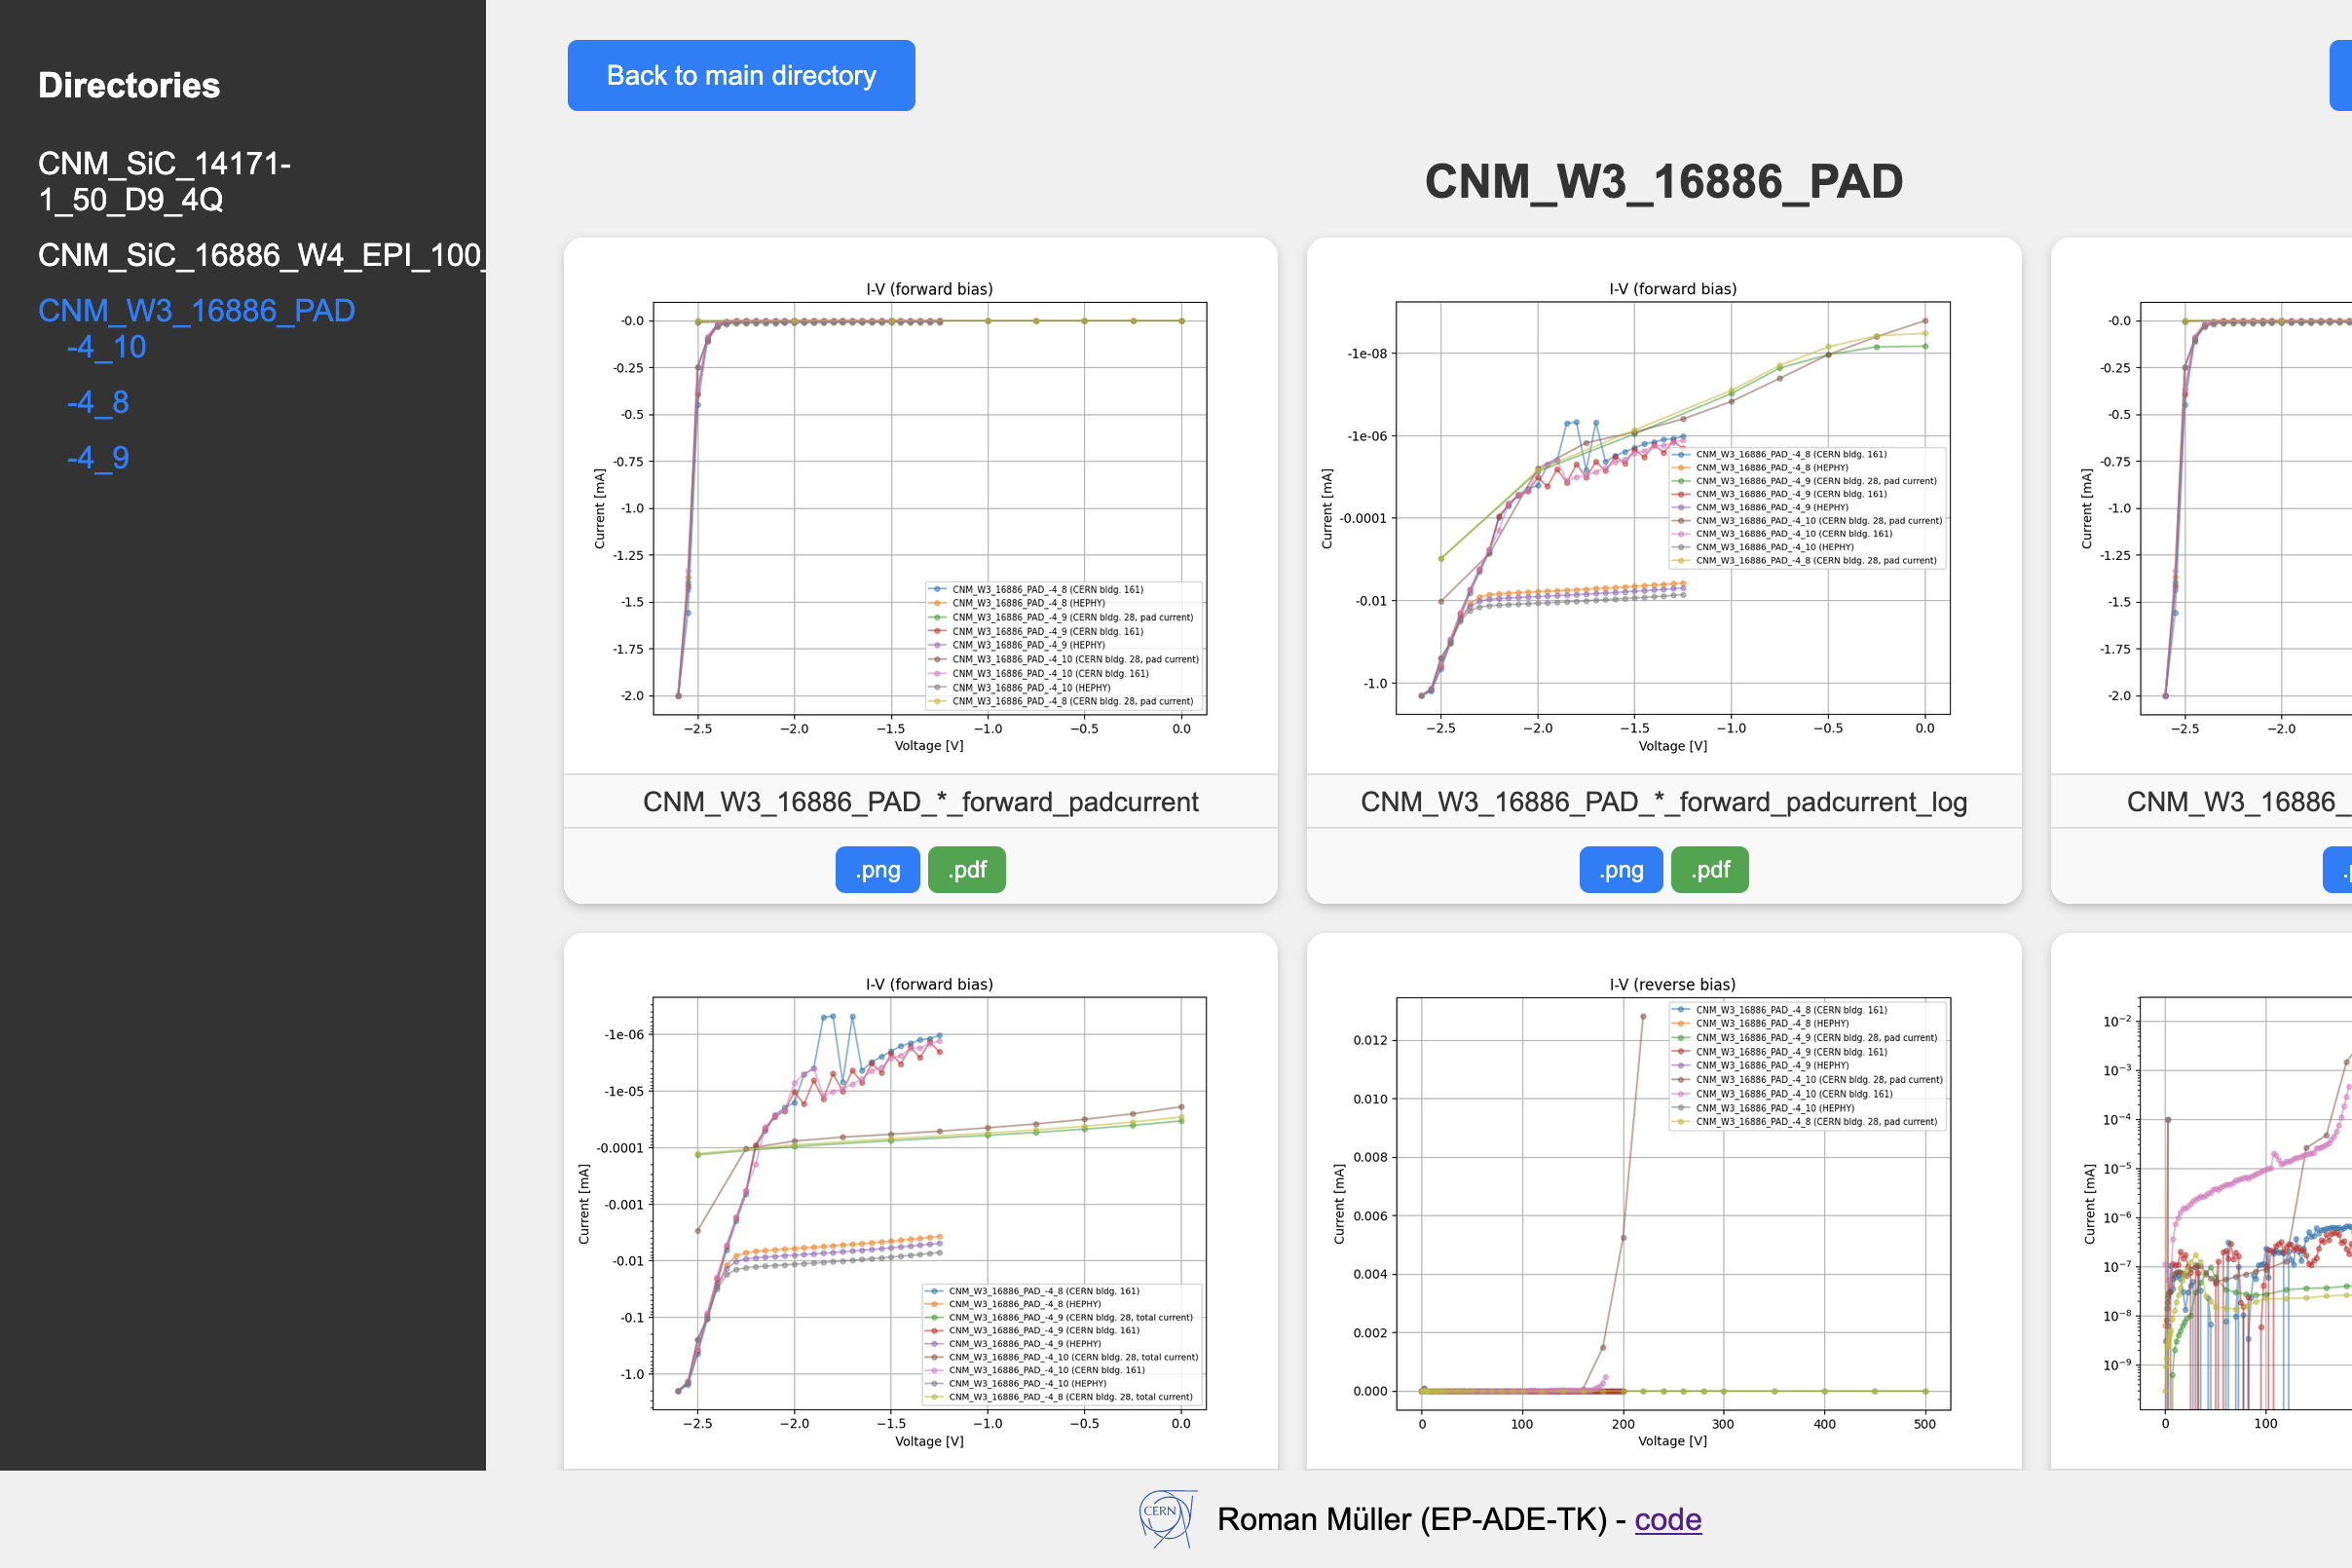 Directories
CNM_SiC_14171-
1_50_D9_4Q
CNM_SiC_16886_W4_EPI_100_
CNM_W3_16886_PAD
-4_10
-4_8
-4_9
Back to main directory
CNM_W3_16886_PAD
I-V (forward bias)
-0.0
-0.25
-0.5
-0.75
-1.0
-1.25
-1.5
-1.75
-2.0
Current [mA]
CNM_W3_16886_PAD_-4_8 (CERN bldg. 161)
CNM_W3_16886_PAD_-4_8 (HEPHY)
CNM_W3_16886_PAD_-4_9 (CERN bldg. 28, pad current)
CNM_W3_16886_PAD_-4_9 (CERN bldg. 161)
CNM_W3_16886_PAD_-4_9 (HEPHY)
CNM_W3_16886_PAD_-4_10 (CERN bldg. 28, pad current)
CNM_W3_16886_PAD_-4_10 (CERN bldg. 161)
CNM_W3_16886_PAD_-4_10 (HEPHY)
CNM_W3_16886_PAD_-4_8 (CERN bldg. 28, pad current)
−2.5 −2.0 −1.5 −1.0 −0.5 0.0
Voltage [V]
CNM_W3_16886_PAD_*_forward_padcurrent
.png .pdf
I-V (forward bias)
-1e-08
-1e-06
-0.0001
-0.01
-1.0
Current [mA]
CNM_W3_16886_PAD_-4_8 (CERN bldg. 161)
CNM_W3_16886_PAD_-4_8 (HEPHY)
CNM_W3_16886_PAD_-4_9 (CERN bldg. 28, pad current)
CNM_W3_16886_PAD_-4_9 (CERN bldg. 161)
CNM_W3_16886_PAD_-4_9 (HEPHY)
CNM_W3_16886_PAD_-4_10 (CERN bldg. 28, pad current)
CNM_W3_16886_PAD_-4_10 (CERN bldg. 161)
CNM_W3_16886_PAD_-4_10 (HEPHY)
CNM_W3_16886_PAD_-4_8 (CERN bldg. 28, pad current)
−2.5 −2.0 −1.5 −1.0 −0.5 0.0
Voltage [V]
CNM_W3_16886_PAD_*_forward_padcurrent_log
.png .pdf
-0.0
-0.25
-0.5
-0.75
-1.0
-1.25
-1.5
-1.75
-2.0
Current [mA]
−2.5 −2.0
CNM_W3_16886_
I-V (forward bias)
-1e-06
-1e-05
-0.0001
-0.001
-0.01
-0.1
-1.0
Current [mA]
CNM_W3_16886_PAD_-4_8 (CERN bldg. 161)
CNM_W3_16886_PAD_-4_8 (HEPHY)
CNM_W3_16886_PAD_-4_9 (CERN bldg. 28, total current)
CNM_W3_16886_PAD_-4_9 (CERN bldg. 161)
CNM_W3_16886_PAD_-4_9 (HEPHY)
CNM_W3_16886_PAD_-4_10 (CERN bldg. 28, total current)
CNM_W3_16886_PAD_-4_10 (CERN bldg. 161)
CNM_W3_16886_PAD_-4_10 (HEPHY)
CNM_W3_16886_PAD_-4_8 (CERN bldg. 28, total current)
−2.5 −2.0 −1.5 −1.0 −0.5 0.0
Voltage [V]
I-V (reverse bias)
0.012
0.010
0.008
0.006
0.004
0.002
0.000
Current [mA]
CNM_W3_16886_PAD_-4_8 (CERN bldg. 161)
CNM_W3_16886_PAD_-4_8 (HEPHY)
CNM_W3_16886_PAD_-4_9 (CERN bldg. 28, pad current)
CNM_W3_16886_PAD_-4_9 (CERN bldg. 161)
CNM_W3_16886_PAD_-4_9 (HEPHY)
CNM_W3_16886_PAD_-4_10 (CERN bldg. 28, pad current)
CNM_W3_16886_PAD_-4_10 (CERN bldg. 161)
CNM_W3_16886_PAD_-4_10 (HEPHY)
CNM_W3_16886_PAD_-4_8 (CERN bldg. 28, pad current)
0 100 200 300 400 500
Voltage [V]
10⁻²
10⁻³
10⁻⁴
10⁻⁵
10⁻⁶
10⁻⁷
10⁻⁸
10⁻⁹
Current [mA]
0 100
CERN
Roman Müller (EP-ADE-TK) - code